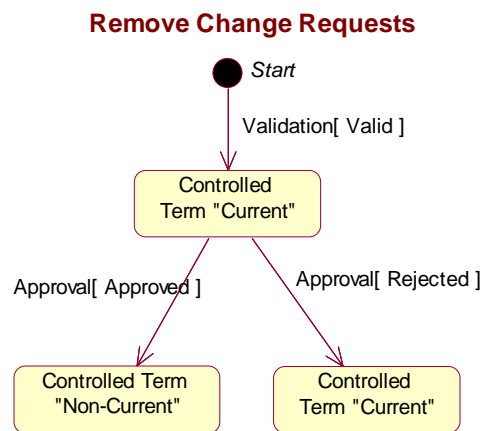 Remove Change Requests
Start
Validation[ Valid ]
Controlled
Term "Current"
Approval[ Approved ]
Approval[ Rejected ]
Controlled Term
"Non-Current"
Controlled
Term "Current"